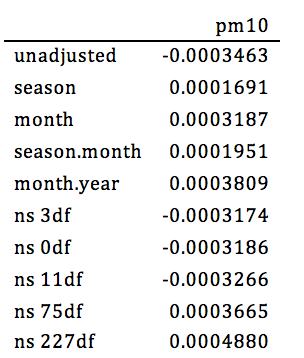 pm10
unadjusted -0.0003463
season 0.0001691
month 0.0003187
season.month 0.0001951
month.year 0.0003809
ns 3df -0.0003174
ns 0df -0.0003186
ns 11df -0.0003266
ns 75df 0.0003665
ns 227df 0.0004880